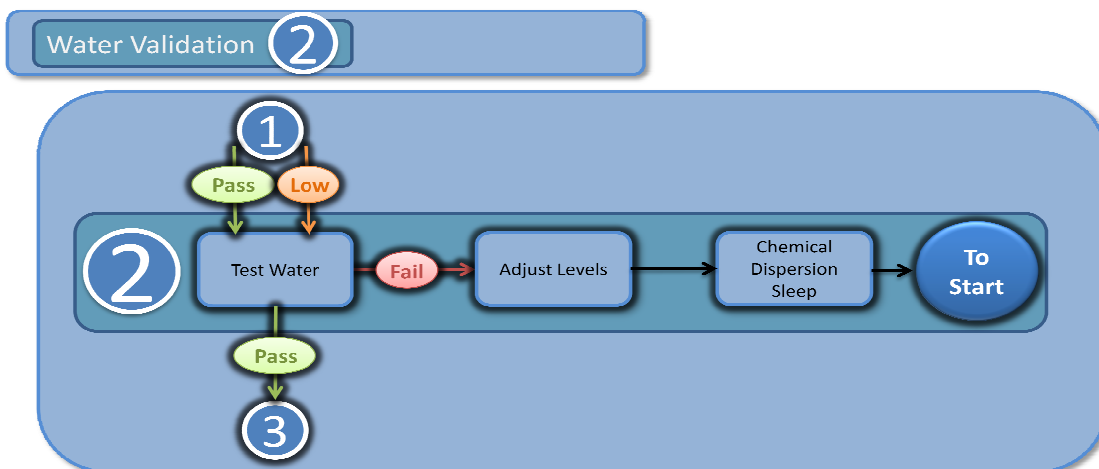 Water Validation 2
1
Pass Low
2
Test Water
Fail
Adjust Levels
Chemical
Dispersion
Sleep
To
Start
Pass
3